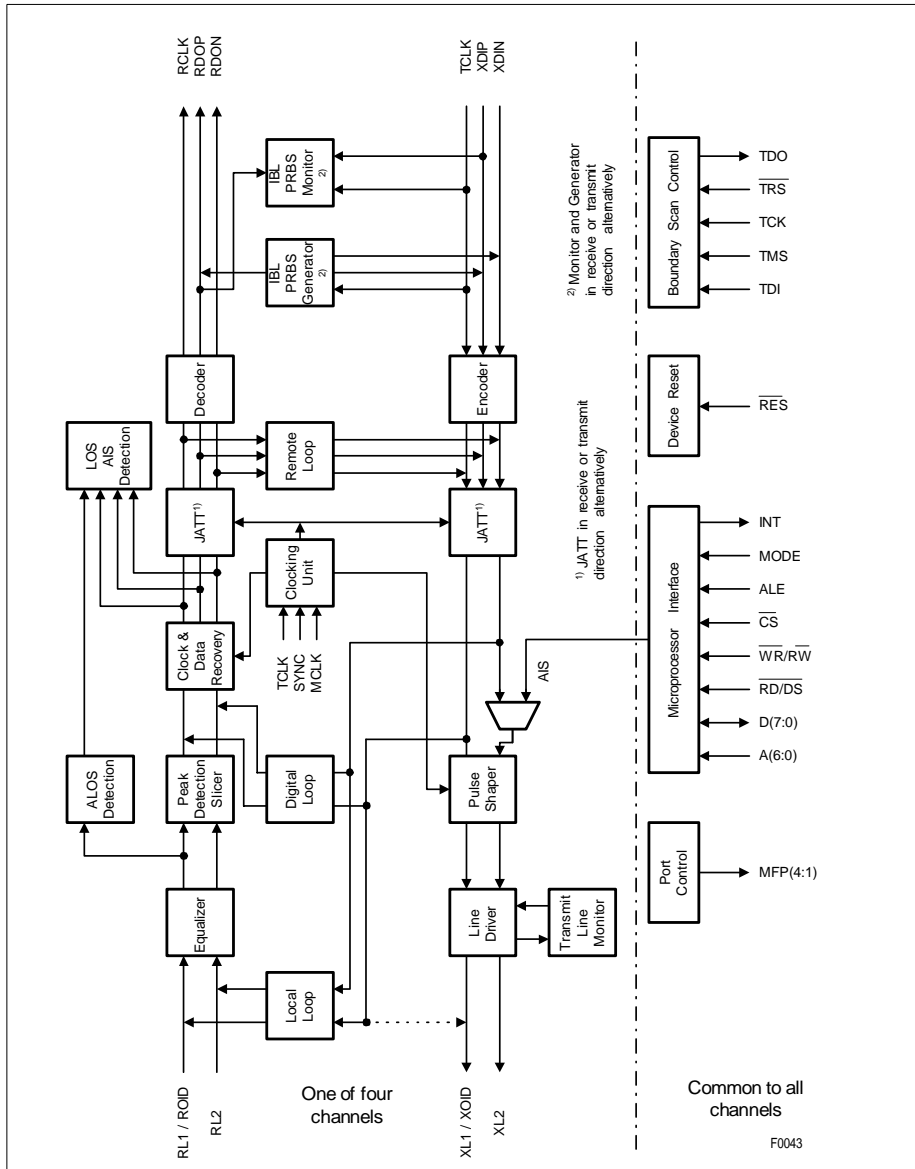 RCLK
RDOP
RDON
TCLK
XDIP
XDIN
IBL
PRBS
Monitor
2)
IBL
PRBS
Generator
2)
Decoder
Encoder
LOS
AIS
Detection
Remote
Loop
JATT1)
JATT1)
Clocking
Unit
TCLK
SYNC
MCLK
Clock &
Data
Recovery
AIS
ALOS
Detection
Peak
Detection
Slicer
Digital
Loop
Pulse
Shaper
Equalizer
Line
Driver
Transmit
Line
Monitor
Local
Loop
RL1 / ROID
RL2
XL1 / XOID
XL2
One of four
channels
2) Monitor and Generator
in receive or transmit
direction alternatively
1) JATT in receive or transmit
direction alternatively
Boundary Scan Control
TDO
TRS
TCK
TMS
TDI
Device Reset
RES
Microprocessor Interface
INT
MODE
ALE
CS
WR/RW
RD/DS
D(7:0)
A(6:0)
Port
Control
MFP(4:1)
Common to all
channels
F0043